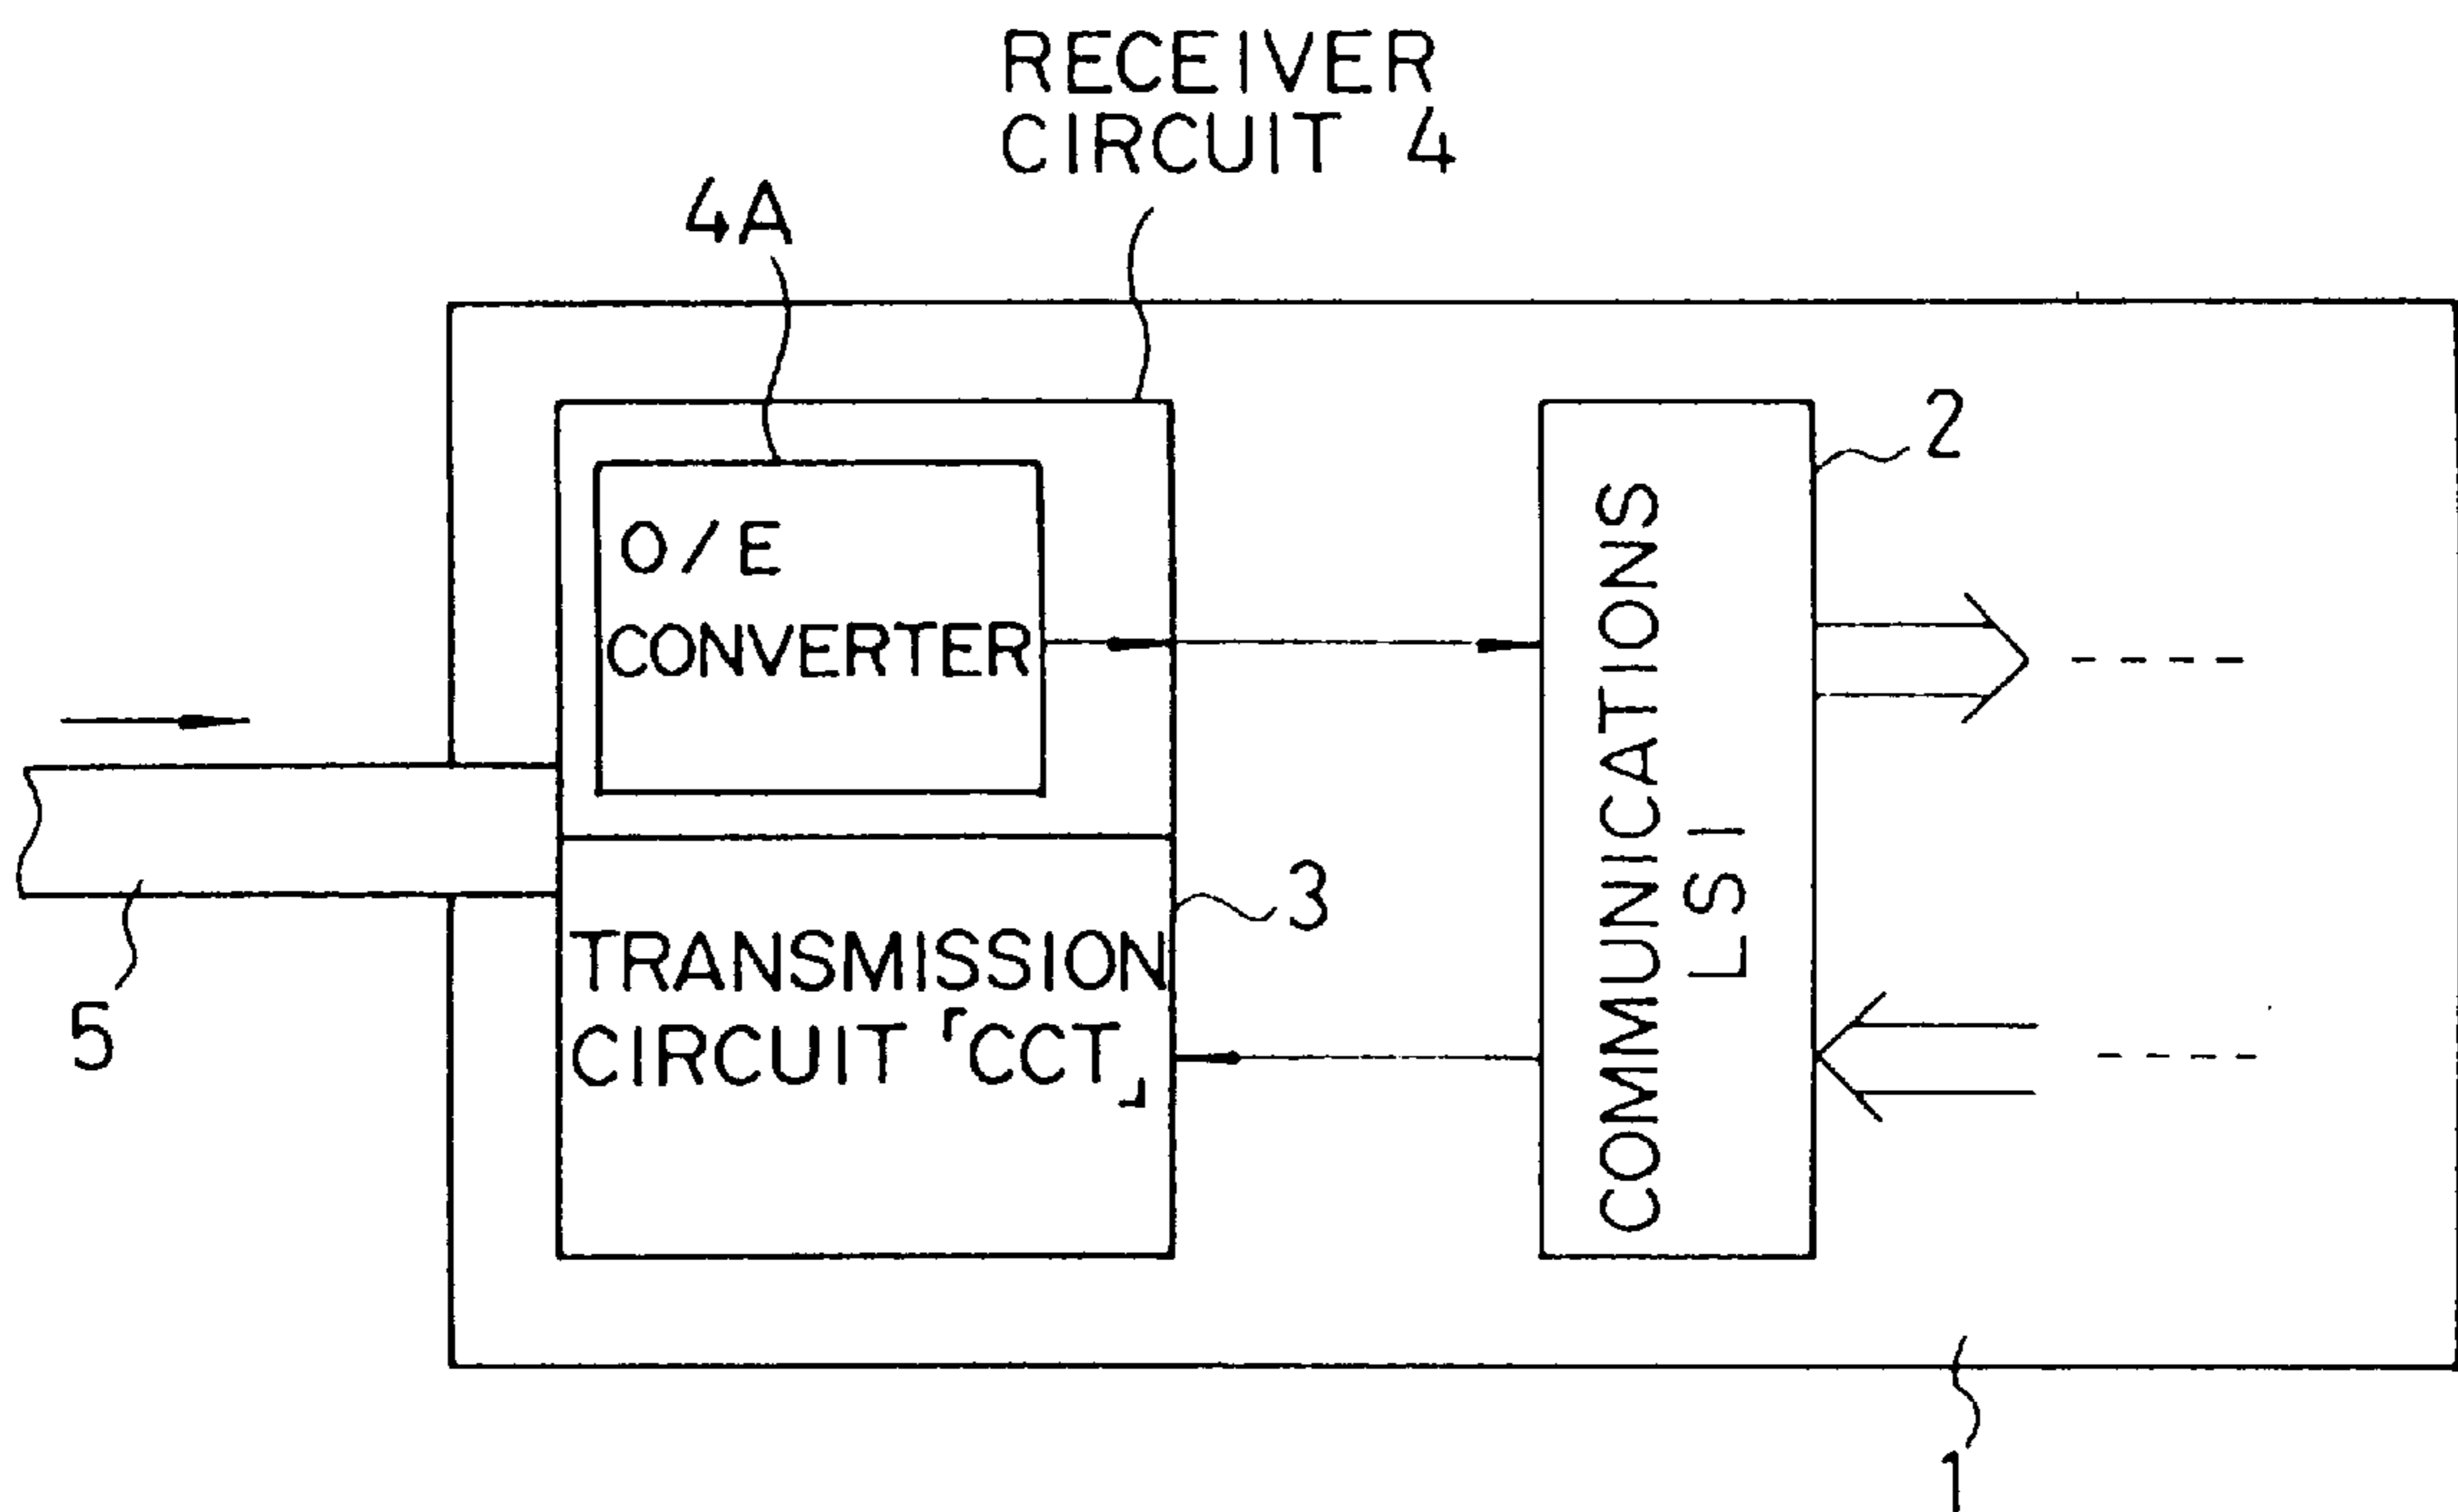 RECEIVER
CIRCUIT 4
4A
2
O/E
CONVERTER
COMMUNICATIONS
LSI
3
TRANSMISSION
CIRCUIT 「CCT」
5
1